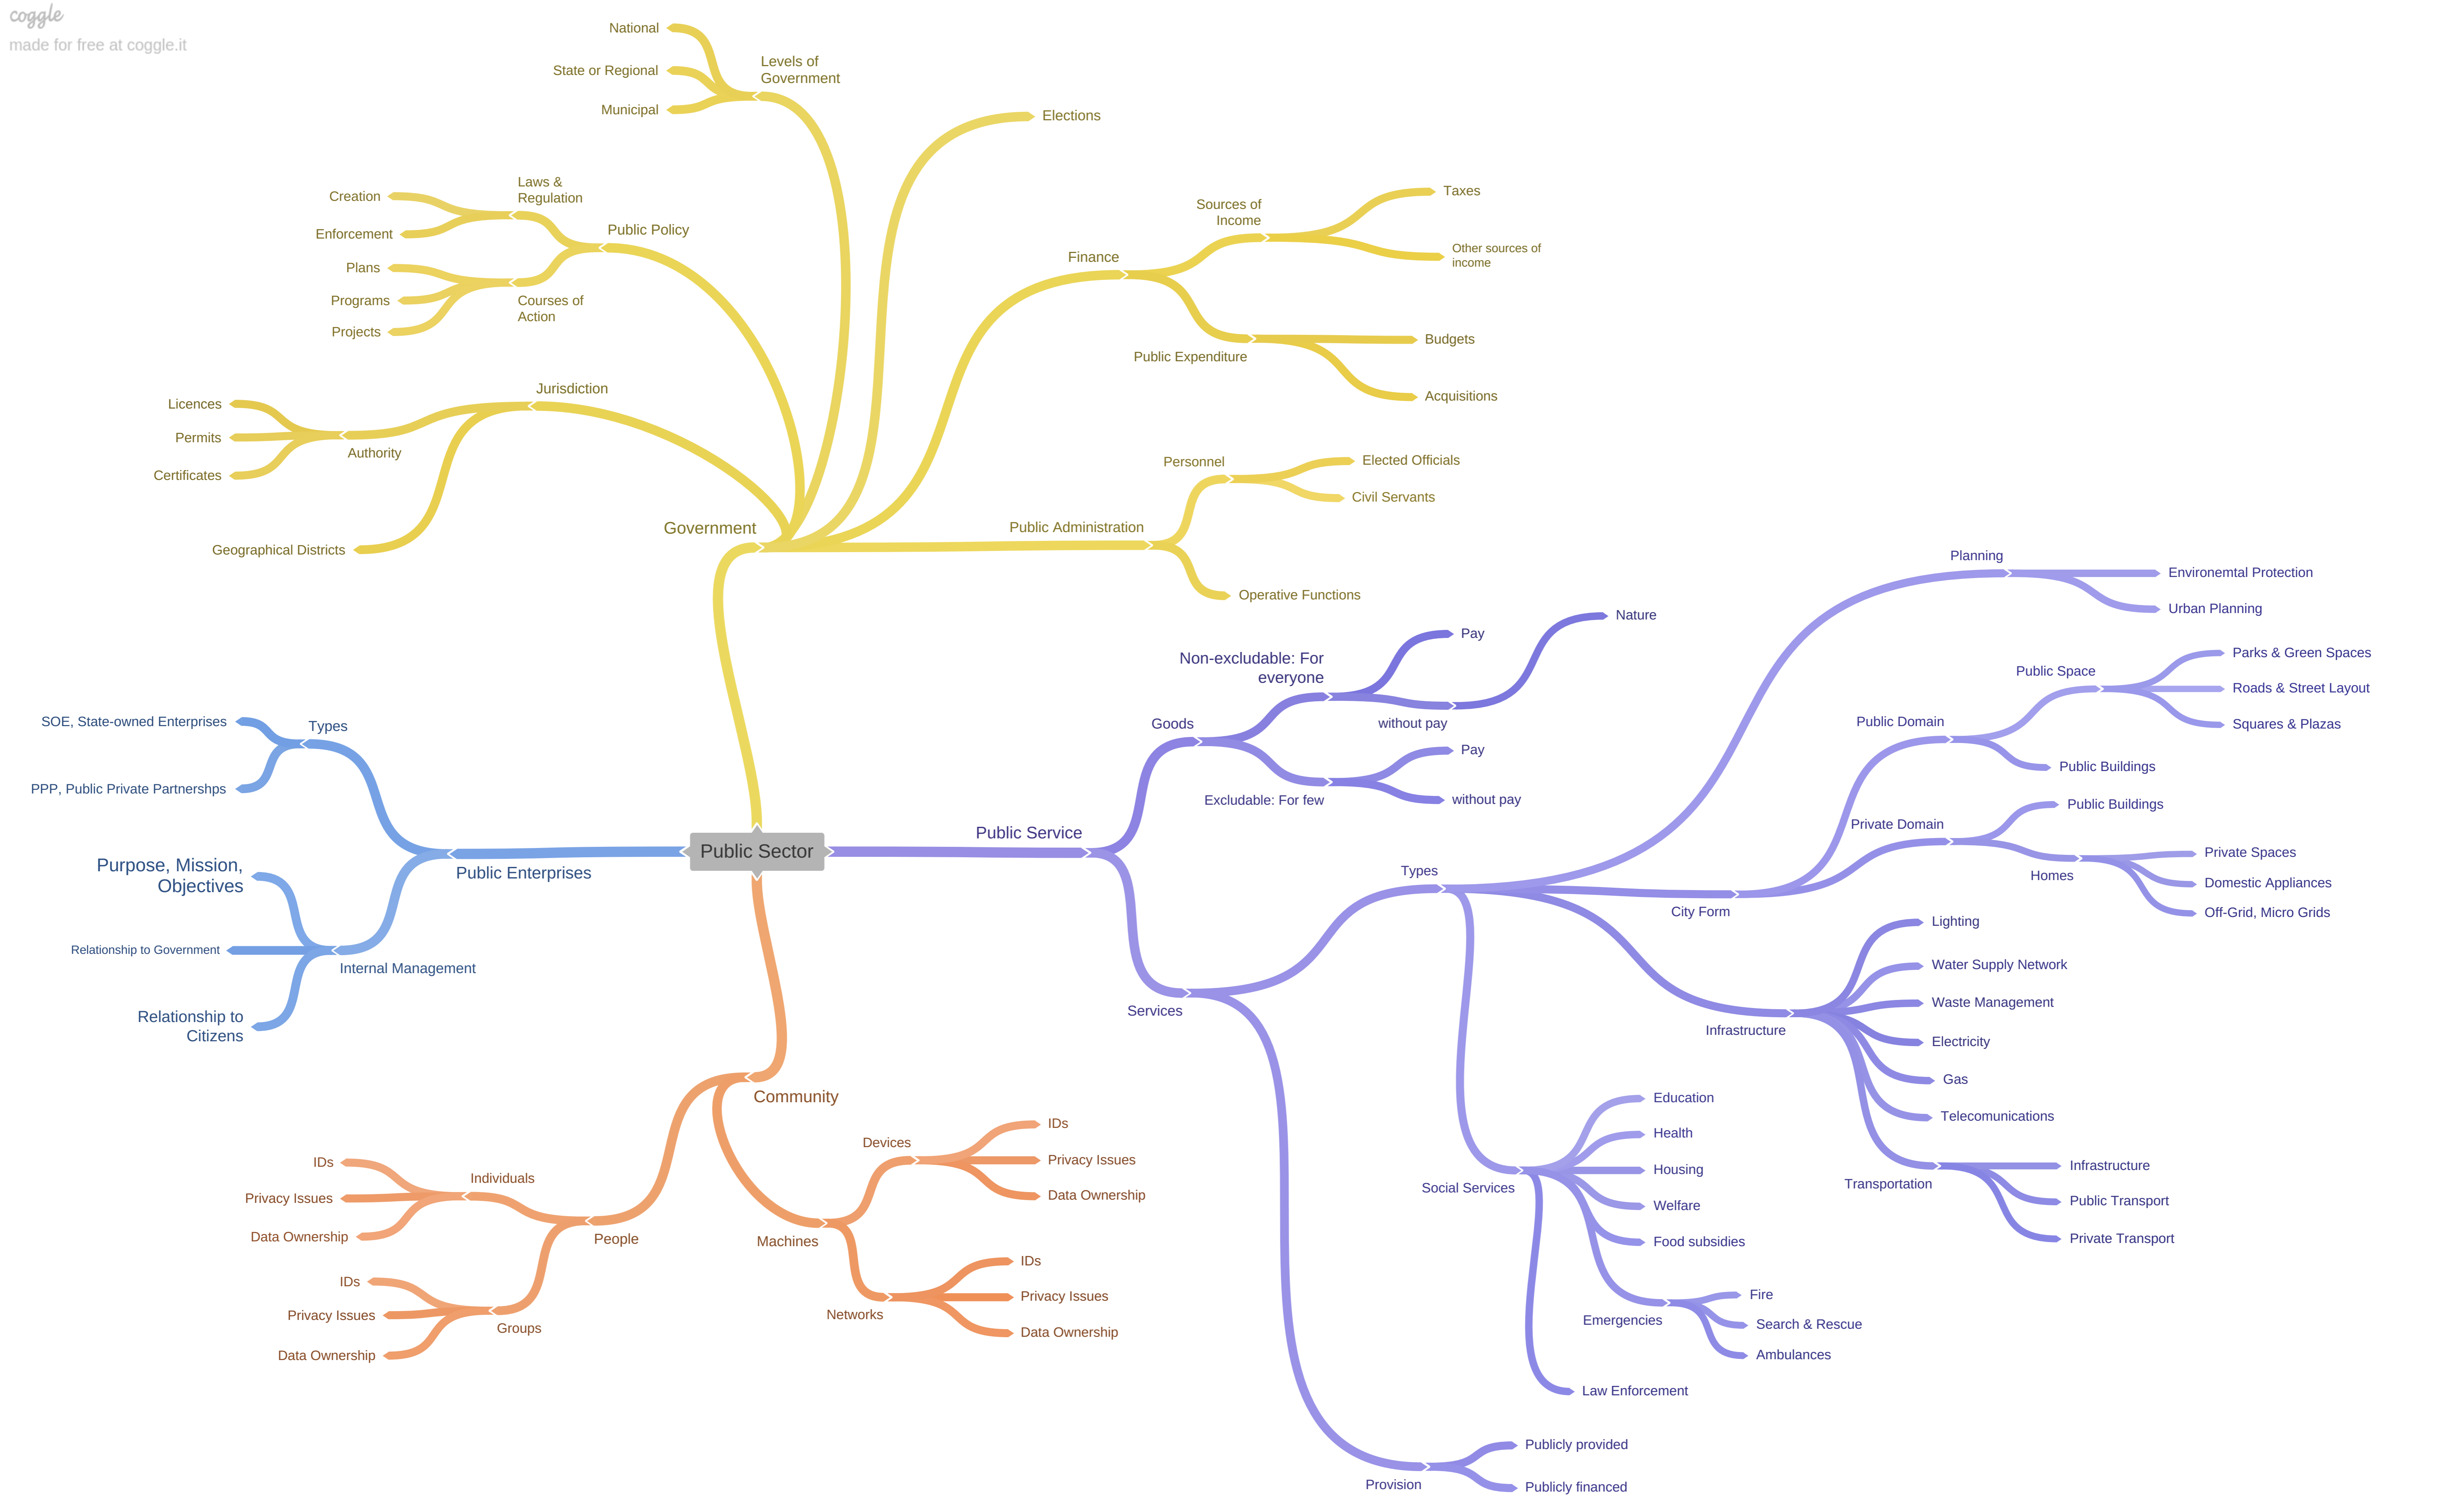 coggle
made for free at coggle.it
National
State or Regional
Municipal
Levels of
Government
Elections
Creation
Enforcement
Laws &
Regulation
Plans
Programs
Projects
Courses of
Action
Public Policy
Licences
Permits
Certificates
Authority
Geographical Districts
Jurisdiction
Government
Finance
Sources of
Income
Taxes
Other sources of
income
Public Expenditure
Budgets
Acquisitions
Public Administration
Personnel
Elected Officials
Civil Servants
Operative Functions
Public Sector
SOE, State-owned Enterprises
PPP, Public Private Partnershps
Types
Purpose, Mission,
Objectives
Relationship to Government
Relationship to
Citizens
Internal Management
Public Enterprises
Community
People
Individuals
IDs
Privacy Issues
Data Ownership
Groups
IDs
Privacy Issues
Data Ownership
Machines
Devices
IDs
Privacy Issues
Data Ownership
Networks
IDs
Privacy Issues
Data Ownership
Public Service
Goods
Non-excludable: For
everyone
Pay
without pay
Nature
Excludable: For few
Pay
without pay
Services
Types
Planning
Environemtal Protection
Urban Planning
City Form
Public Domain
Public Space
Parks & Green Spaces
Roads & Street Layout
Squares & Plazas
Public Buildings
Private Domain
Public Buildings
Homes
Private Spaces
Domestic Appliances
Off-Grid, Micro Grids
Infrastructure
Lighting
Water Supply Network
Waste Management
Electricity
Gas
Telecomunications
Transportation
Infrastructure
Public Transport
Private Transport
Social Services
Education
Health
Housing
Welfare
Food subsidies
Emergencies
Fire
Search & Rescue
Ambulances
Law Enforcement
Provision
Publicly provided
Publicly financed